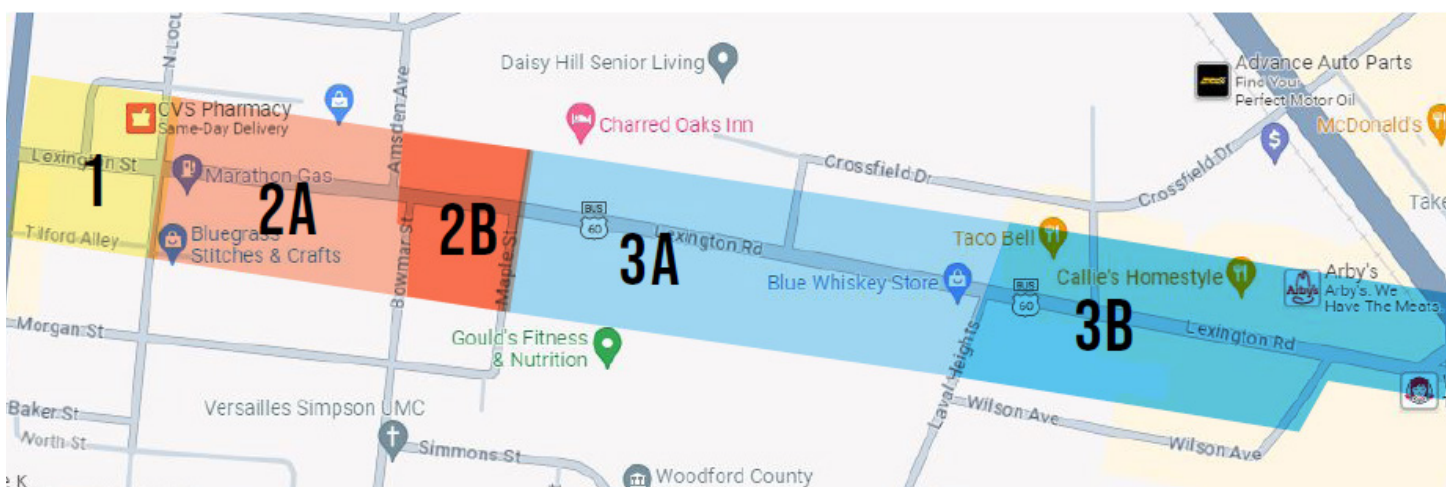 N Locu
Daisy Hill Senior Living
Advance Auto Parts
Find Your
Perfect Motor Oil
Amsden Ave
CVS Pharmacy
Same-Day Delivery
Charred Oaks Inn
McDonald's
$
Crossfield Dr
Crossfield Dr
Lexington St
1
Marathon Gas
2A
2B
Take
BUS
60
Lexington Rd
3A
Taco Bell
Tilford Alley
Bluegrass
Stitches & Crafts
Bowmar St
Maple St
Blue Whiskey Store
Callie's Homestyle
Arby's
Arby's
Arby's. We
Have The Meats
BUS
60
3B
Lexington Rd
Morgan St
Gould's Fitness
& Nutrition
Laval Heights
Baker St
Versailles Simpson UMC
Wilson Ave
Wilson Ave
North St
Simmons St
Woodford County
e K